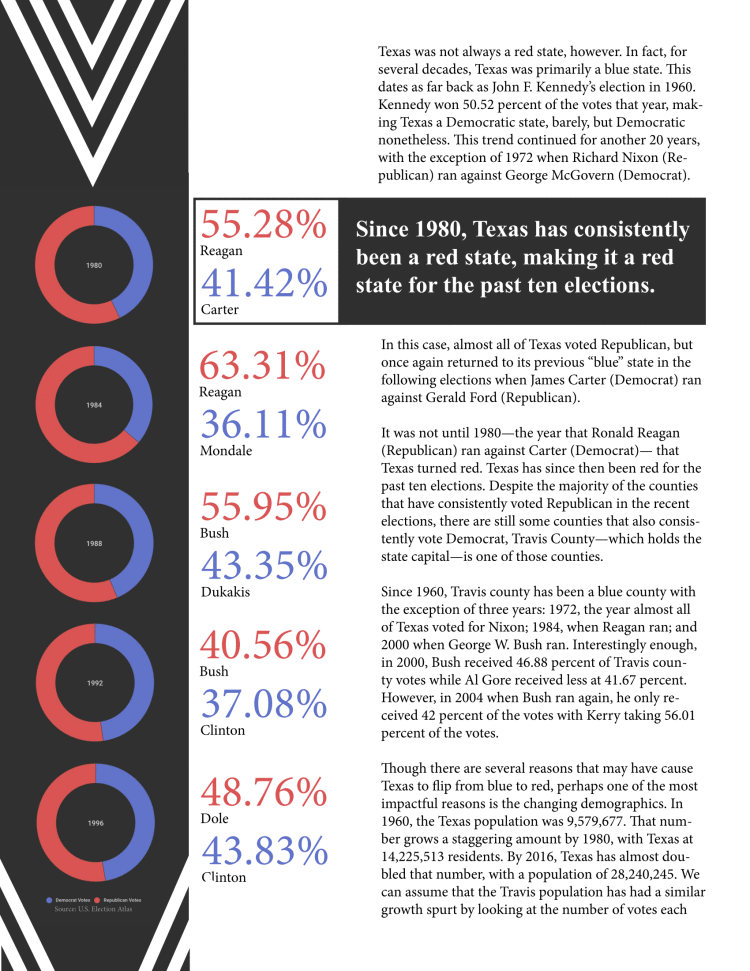 Texas was not always a red state, however. In fact, for
several decades, Texas was primarily a blue state. This
dates as far back as John F. Kennedy's election in 1960.
Kennedy won 50.52 percent of the votes that year, mak-
ing Texas a Democratic state, barely, but Democratic
nonetheless. This trend continued for another 20 years,
with the exception of 1972 when Richard Nixon (Re-
publican) ran against George McGovern (Democrat).
1980
55.28%
Reagan
41.42%
Carter
Since 1980, Texas has consistently
been a red state, making it a red
state for the past ten elections.
1984
63.31%
Reagan
36.11%
Mondale
1988
55.95%
Bush
43.35%
Dukakis
1992
40.56%
Bush
37.08%
Clinton
1996
48.76%
Dole
43.83%
Clinton
Democrat Votes Republican Votes
Source: U.S. Election Atlas
In this case, almost all of Texas voted Republican, but
once again returned to its previous “blue” state in the
following elections when James Carter (Democrat) ran
against Gerald Ford (Republican).
It was not until 1980—the year that Ronald Reagan
(Republican) ran against Carter (Democrat)— that
Texas turned red. Texas has since then been red for the
past ten elections. Despite the majority of the counties
that have consistently voted Republican in the recent
elections, there are still some counties that also consis-
tently vote Democrat, Travis County—which holds the
state capital—is one of those counties.
Since 1960, Travis county has been a blue county with
the exception of three years: 1972, the year almost all
of Texas voted for Nixon; 1984, when Reagan ran; and
2000 when George W. Bush ran. Interestingly enough,
in 2000, Bush received 46.88 percent of Travis coun-
ty votes while Al Gore received less at 41.67 percent.
However, in 2004 when Bush ran again, he only re-
ceived 42 percent of the votes with Kerry taking 56.01
percent of the votes.
Though there are several reasons that may have cause
Texas to flip from blue to red, perhaps one of the most
impactful reasons is the changing demographics. In
1960, the Texas population was 9,579,677. That num-
ber grows a staggering amount by 1980, with Texas at
14,225,513 residents. By 2016, Texas has almost dou-
bled that number, with a population of 28,240,245. We
can assume that the Travis population has had a similar
growth spurt by looking at the number of votes each